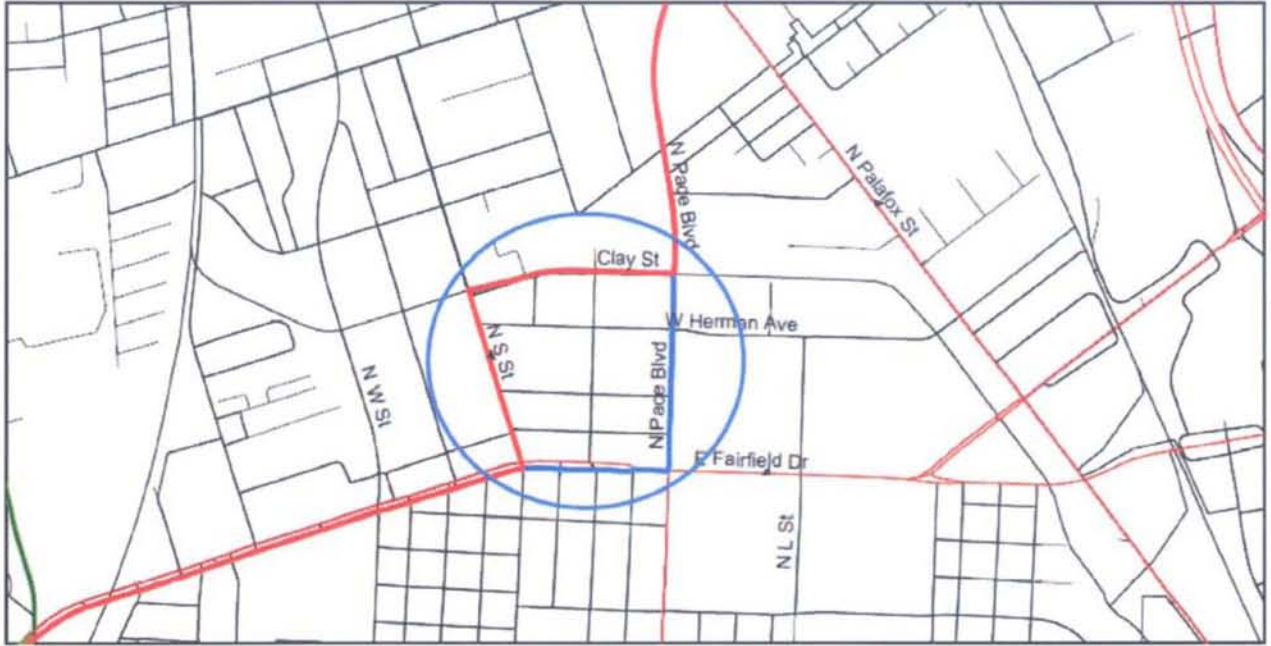 N Pace Blvd
N Palafox St
Clay St
W Herman Ave
N S St
N W St
N Pace Blvd
E Fairfield Dr
N L St